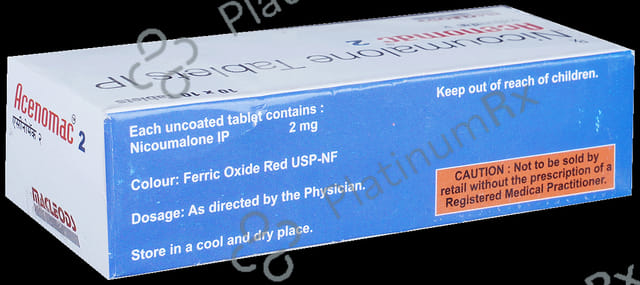 Nicoumalone Tablets IP
Acenomac 2
10 x 10 Tablets
Acenomac 2
एसीनोमॅक २
MACLEODS
Each uncoated tablet contains :
Nicoumalone IP 2 mg
Colour: Ferric Oxide Red USP-NF
Dosage: As directed by the Physician.
Store in a cool and dry place.
Keep out of reach of children.
CAUTION : Not to be sold by
retail without the prescription of a
Registered Medical Practitioner.
PlatinumRx